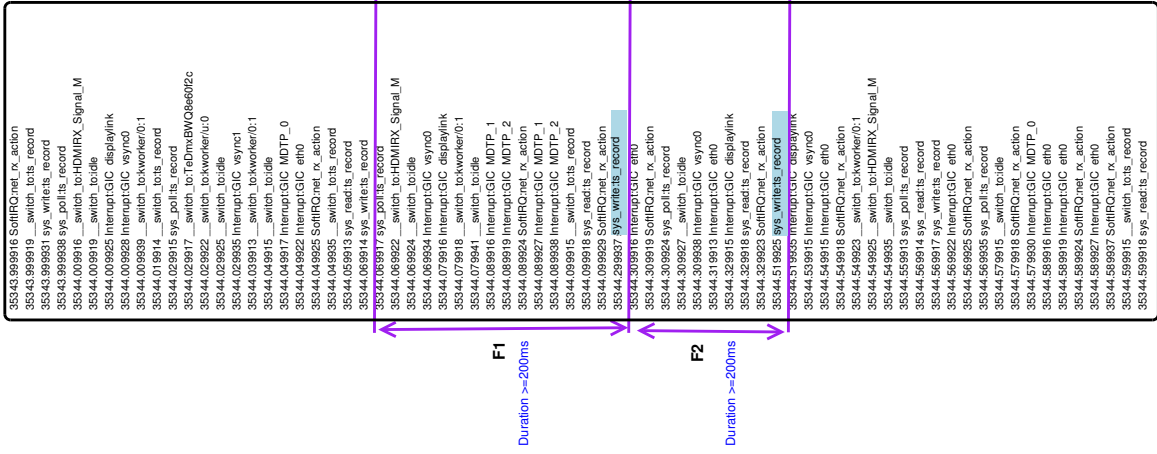 35343.999916 SoftIRQ:net_rx_action
35343.999919 __switch_to:ts_record
35343.999931 sys_write:ts_record
35343.999938 sys_poll:ts_record
35344.009916 __switch_to:HDMIRX_Signal_M
35344.009919 __switch_to:idle
35344.009925 Interrupt:GIC displaylink
35344.009928 Interrupt:GIC vsync0
35344.009939 __switch_to:kworker/0:1
35344.019914 __switch_to:ts_record
35344.029915 sys_poll:ts_record
35344.029917 __switch_to:TeDmxBWQ8e60f2c
35344.029922 __switch_to:kworker/u:0
35344.029925 __switch_to:idle
35344.029935 Interrupt:GIC vsync1
35344.039913 __switch_to:kworker/0:1
35344.049915 __switch_to:idle
35344.049917 Interrupt:GIC MDTP_0
35344.049922 Interrupt:GIC eth0
35344.049925 SoftIRQ:net_rx_action
35344.049935 __switch_to:ts_record
35344.059913 sys_read:ts_record
35344.069914 sys_write:ts_record
35344.069917 sys_poll:ts_record
35344.069922 __switch_to:HDMIRX_Signal_M
35344.069924 __switch_to:idle
35344.069934 Interrupt:GIC vsync0
35344.079916 Interrupt:GIC displaylink
35344.079918 __switch_to:kworker/0:1
35344.079941 __switch_to:idle
35344.089916 Interrupt:GIC MDTP_1
35344.089919 Interrupt:GIC MDTP_2
35344.089927 Interrupt:GIC MDTP_1
35344.089938 Interrupt:GIC MDTP_2
35344.099915 __switch_to:ts_record
35344.099918 sys_read:ts_record
35344.099929 SoftIRQ:net_rx_action
35344.299937 sys_write:ts_record
35344.309916 Interrupt:GIC eth0
35344.309919 SoftIRQ:net_rx_action
35344.309924 sys_poll:ts_record
35344.309927 __switch_to:idle
35344.309938 Interrupt:GIC vsync0
35344.319913 Interrupt:GIC eth0
35344.329915 Interrupt:GIC displaylink
35344.329918 sys_read:ts_record
35344.329923 SoftIRQ:net_rx_action
35344.519925 sys_write:ts_record
35344.519935 Interrupt:GIC displaylink
35344.539915 Interrupt:GIC vsync0
35344.549915 Interrupt:GIC eth0
35344.549918 SoftIRQ:net_rx_action
35344.549923 __switch_to:kworker/0:1
35344.549925 __switch_to:HDMIRX_Signal_M
35344.549935 __switch_to:idle
35344.559913 sys_poll:ts_record
35344.569914 sys_read:ts_record
35344.569917 sys_write:ts_record
35344.569922 Interrupt:GIC eth0
35344.569925 SoftIRQ:net_rx_action
35344.569935 sys_poll:ts_record
35344.579915 __switch_to:idle
35344.579918 SoftIRQ:net_rx_action
35344.579930 Interrupt:GIC MDTP_0
35344.589916 Interrupt:GIC eth0
35344.589919 Interrupt:GIC eth0
35344.589924 SoftIRQ:net_rx_action
35344.589927 Interrupt:GIC eth0
35344.589937 SoftIRQ:net_rx_action
35344.599915 __switch_to:ts_record
35344.599918 sys_read:ts_record
F1
Duration >=200ms
F2
Duration >=200ms